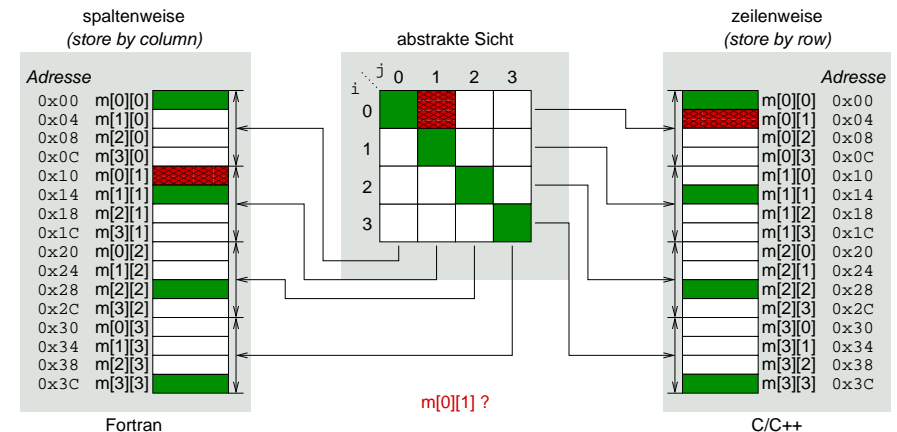 spaltenweise
(store by column)
Adresse
0x00 m[0][0]
0x04 m[1][0]
0x08 m[2][0]
0x0C m[3][0]
0x10 m[0][1]
0x14 m[1][1]
0x18 m[2][1]
0x1C m[3][1]
0x20 m[0][2]
0x24 m[1][2]
0x28 m[2][2]
0x2C m[3][2]
0x30 m[0][3]
0x34 m[1][3]
0x38 m[2][3]
0x3C m[3][3]
Fortran
abstrakte Sicht
j 0 1 2 3
i
0
1
2
3
m[0][1] ?
zeilenweise
(store by row)
Adresse
m[0][0] 0x00
m[0][1] 0x04
m[0][2] 0x08
m[0][3] 0x0C
m[1][0] 0x10
m[1][1] 0x14
m[1][2] 0x18
m[1][3] 0x1C
m[2][0] 0x20
m[2][1] 0x24
m[2][2] 0x28
m[2][3] 0x2C
m[3][0] 0x30
m[3][1] 0x34
m[3][2] 0x38
m[3][3] 0x3C
C/C++